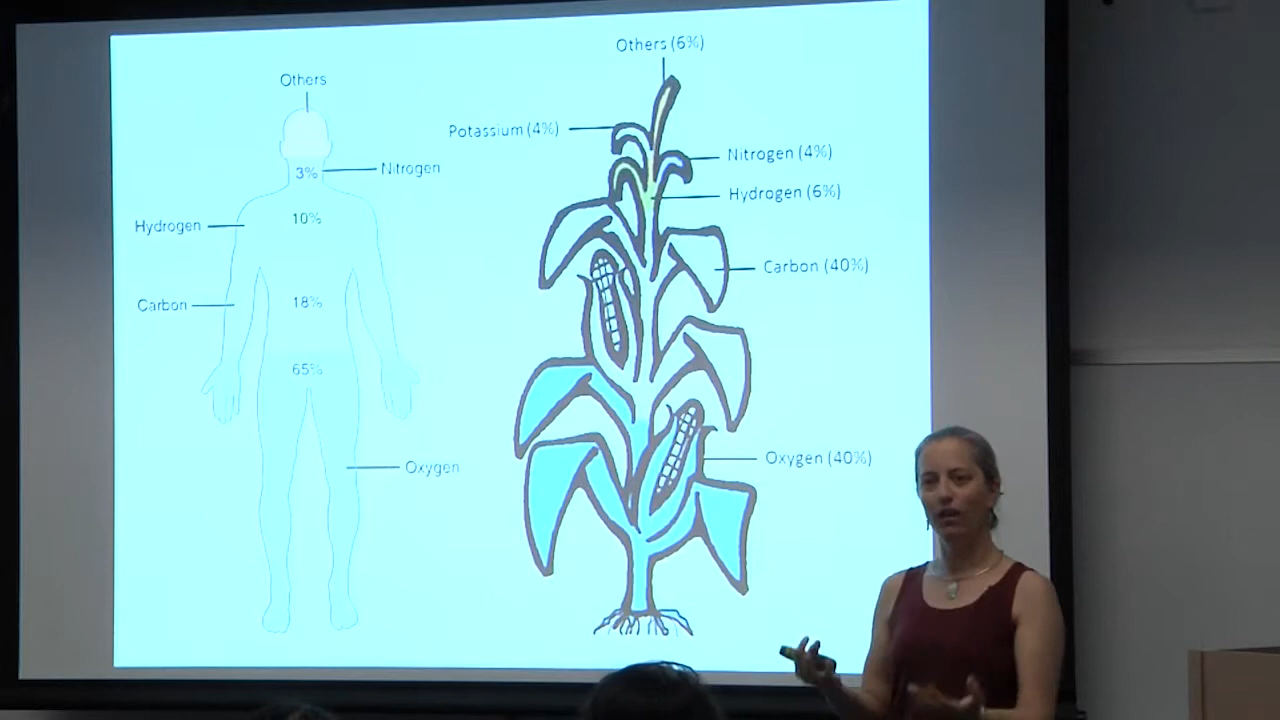 Others
3%
Nitrogen
Hydrogen
10%
Carbon
18%
65%
Oxygen
Others (6%)
Potassium (4%)
Nitrogen (4%)
Hydrogen (6%)
Carbon (40%)
Oxygen (40%)